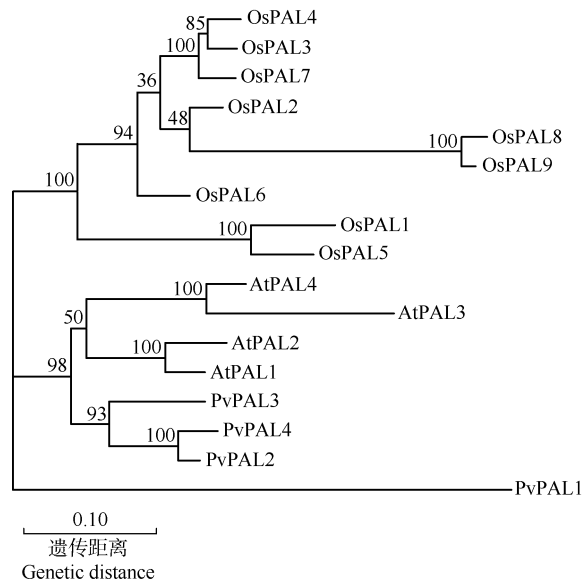 85
OsPAL4
100
OsPAL3
OsPAL7
36
OsPAL2
48
94
100
OsPAL8
OsPAL9
100
OsPAL6
100
OsPAL1
OsPAL5
100
AtPAL4
AtPAL3
50
100
AtPAL2
AtPAL1
98
PvPAL3
93
100
PvPAL4
PvPAL2
PvPAL1
0.10
遗传距离
Genetic distance